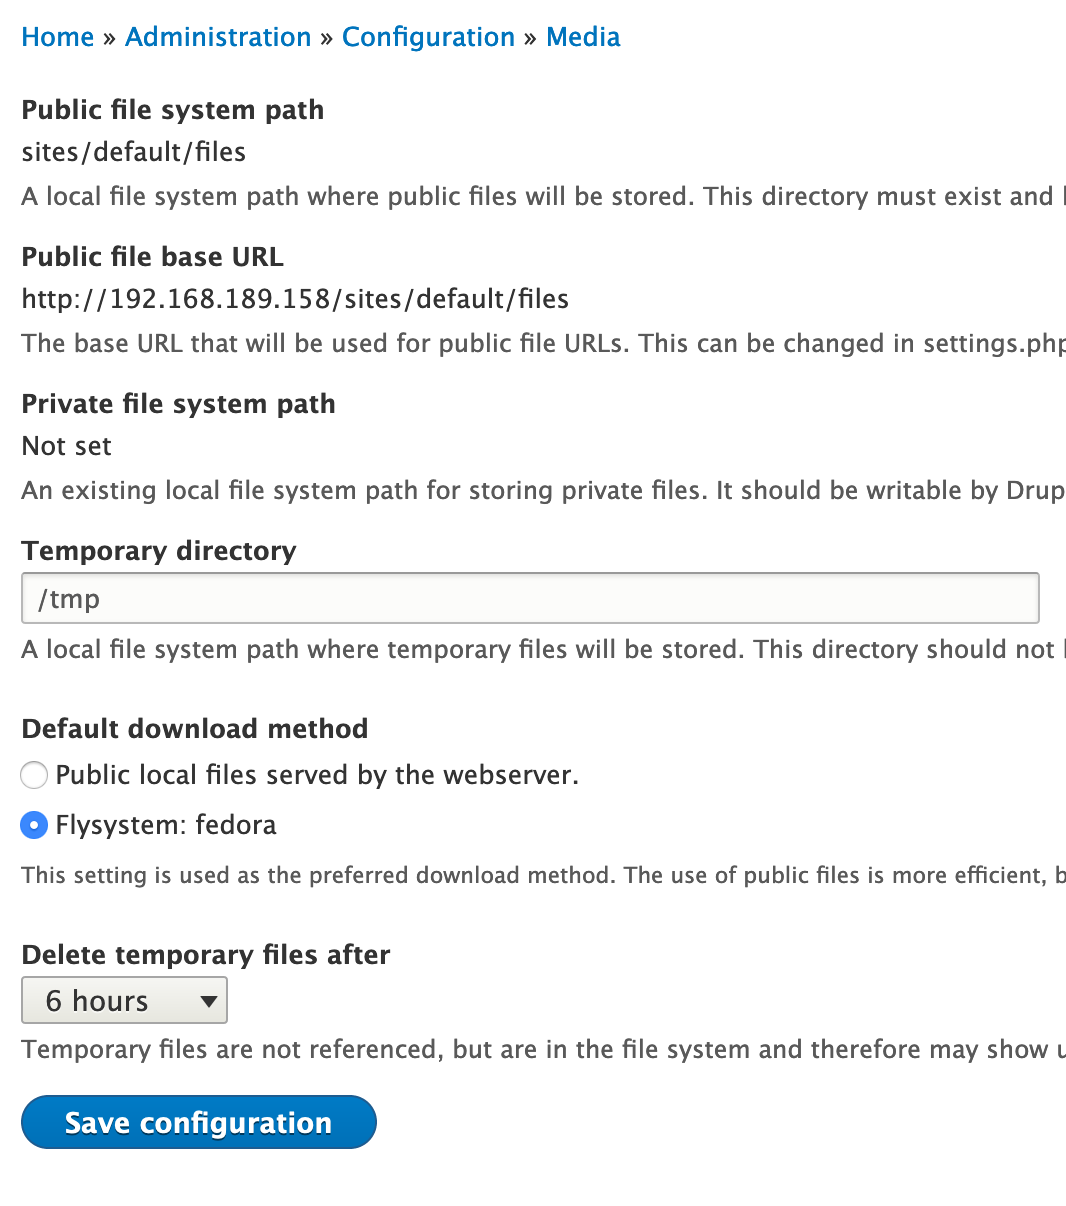 Home » Administration » Configuration » Media
Public file system path
sites/default/files
A local file system path where public files will be stored. This directory must exist and
Public file base URL
http://192.168.189.158/sites/default/files
The base URL that will be used for public file URLs. This can be changed in settings.php
Private file system path
Not set
An existing local file system path for storing private files. It should be writable by Drup
Temporary directory
/tmp
A local file system path where temporary files will be stored. This directory should not
Default download method
Public local files served by the webserver.
Flysystem: fedora
This setting is used as the preferred download method. The use of public files is more efficient, b
Delete temporary files after
6 hours
Temporary files are not referenced, but are in the file system and therefore may show
Save configuration